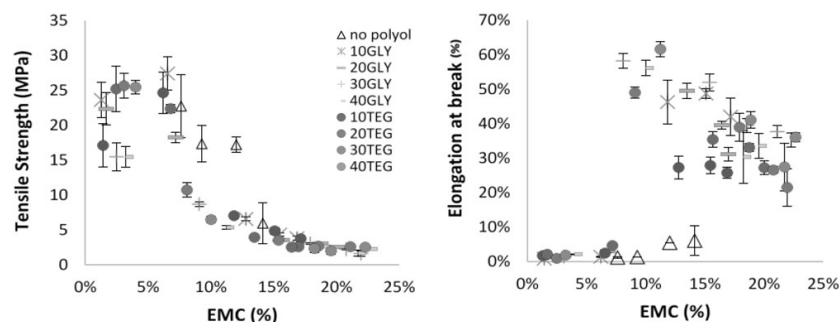 35
30
25
20
15
10
5
0
Tensile Strength (MPa)
0% 5% 10% 15% 20% 25%
EMC (%)
no polyol
10GLY
20GLY
30GLY
40GLY
10TEG
20TEG
30TEG
40TEG
70%
60%
50%
40%
30%
20%
10%
0%
Elongation at break (%)
0% 5% 10% 15% 20% 25%
EMC (%)